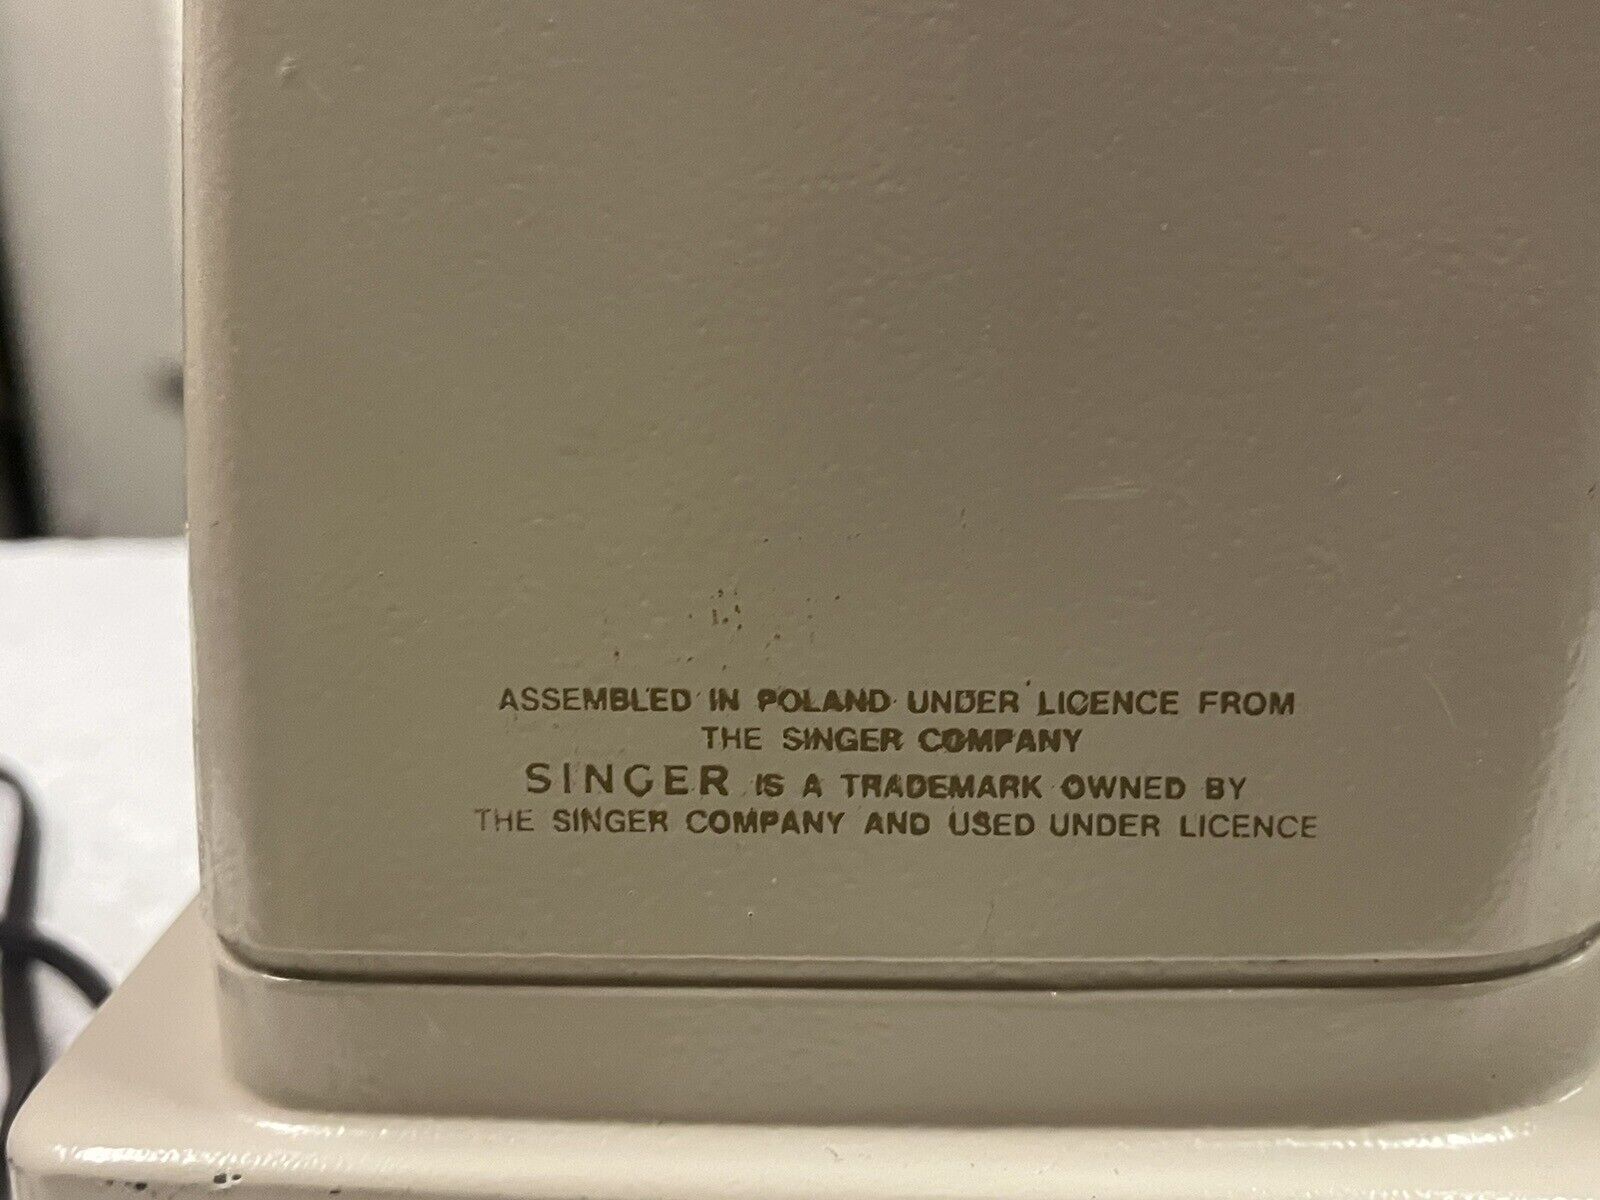 ASSEMBLED IN POLAND UNDER LICENCE FROM
THE SINGER COMPANY
SINGER IS A TRADEMARK OWNED BY
THE SINGER COMPANY AND USED UNDER LICENCE